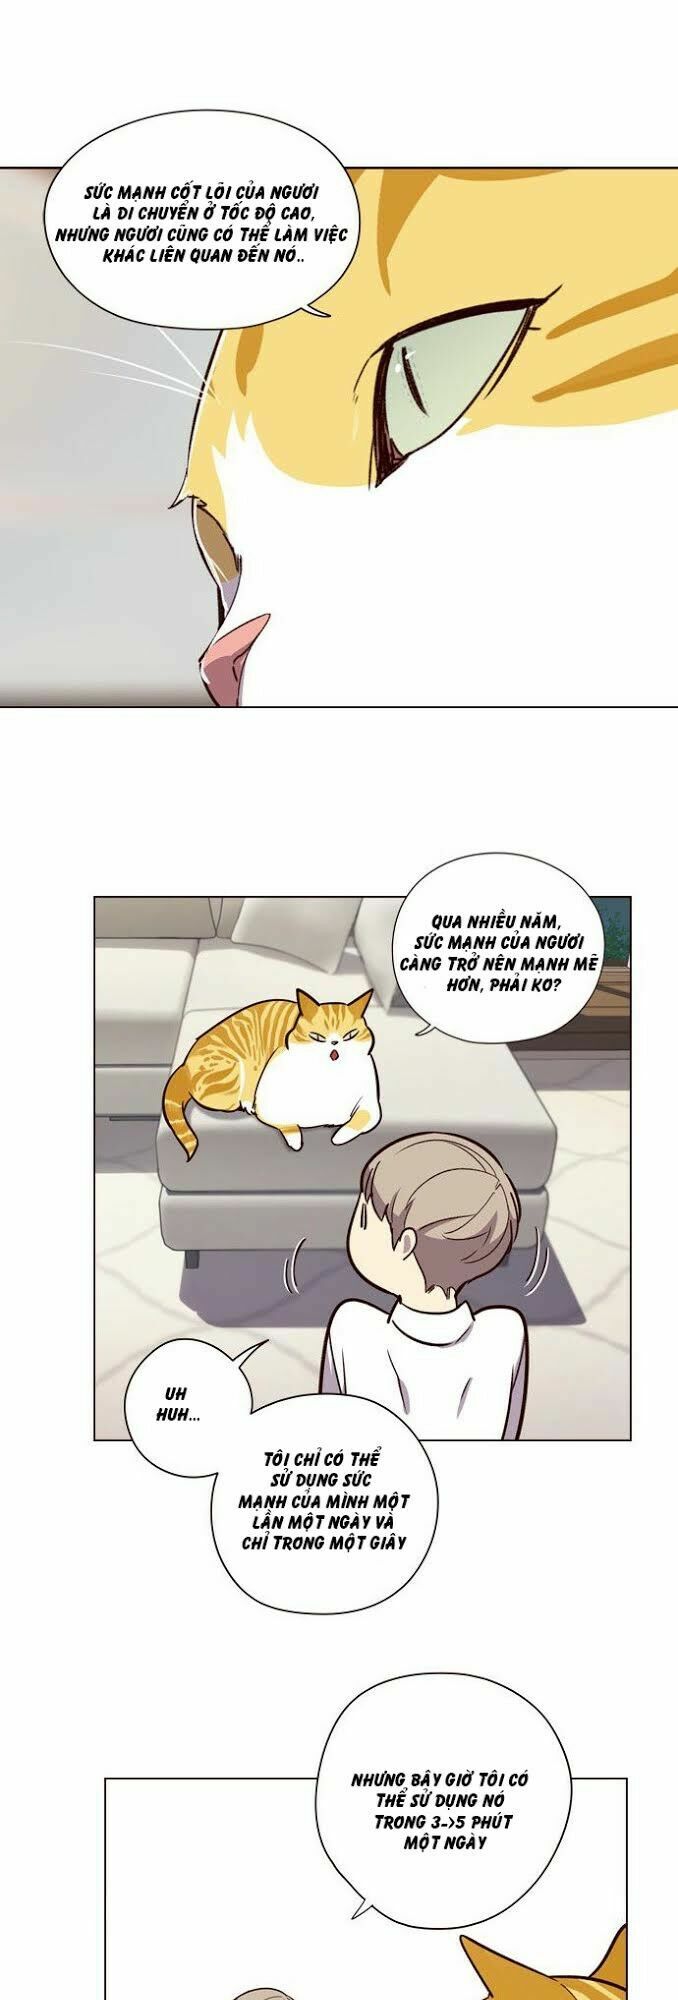 SỨC MẠNH CỐT LÕI CỦA NGƯƠI
LÀ DI CHUYỂN Ở TỐC ĐỘ CAO,
NHƯNG NGƯƠI CŨNG CÓ THỂ LÀM VIỆC
KHÁC LIÊN QUAN ĐẾN NÓ..
QUA NHIỀU NĂM,
SỨC MẠNH CỦA NGƯƠI
CÀNG TRỞ NÊN MẠNH MẼ
HƠN, PHẢI KO?
UH
HUH...
TÔI CHỈ CÓ THỂ
SỬ DỤNG SỨC
MẠNH CỦA MÌNH MỘT
LẦN MỘT NGÀY VÀ
CHỈ TRONG MỘT GIÂY
NHƯNG BÂY GIỜ TÔI CÓ
THỂ SỬ DỤNG NÓ
TRONG 3->5 PHÚT
MỘT NGÀY